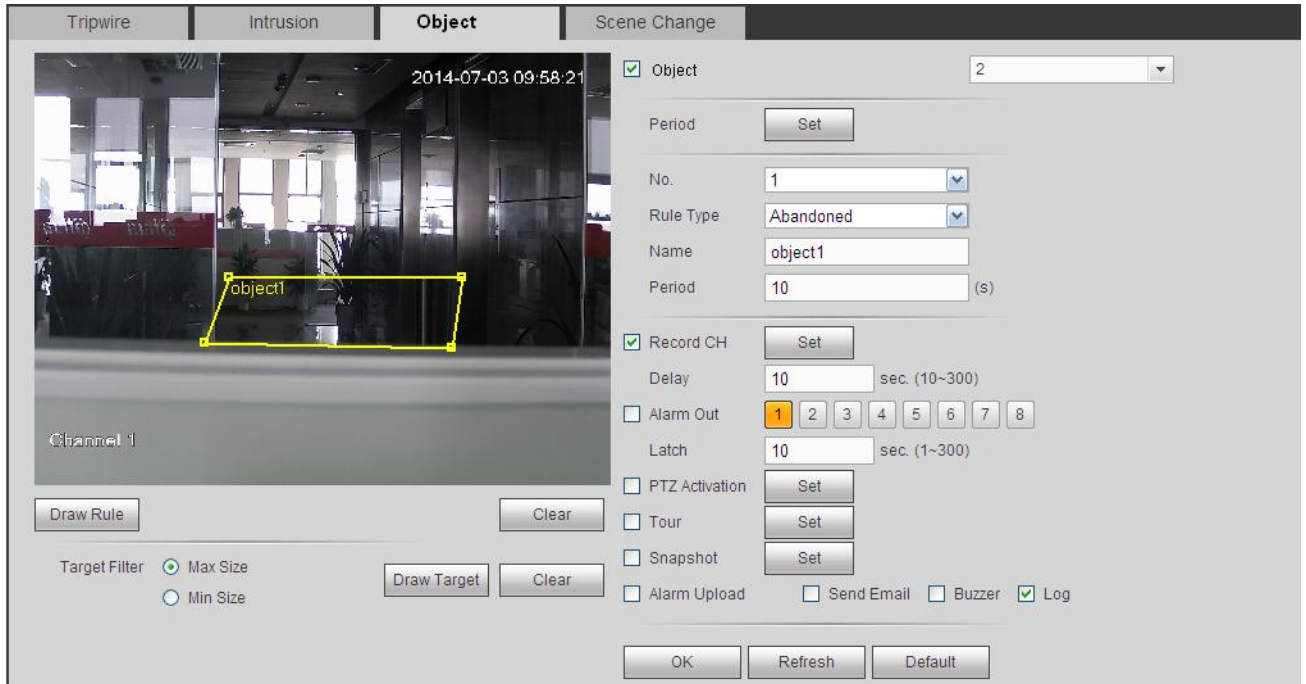 Tripwire
Intrusion
Object
Scene Change
2014-07-03 09:58:21
object1
Channel 1
Draw Rule
Clear
Target Filter
Max Size
Min Size
Draw Target
Clear
Object 2
Period Set
No. 1
Rule Type Abandoned
Name object1
Period 10 (s)
Record CH Set
Delay 10 sec. (10~300)
Alarm Out 1 2 3 4 5 6 7 8
Latch 10 sec. (1~300)
PTZ Activation Set
Tour Set
Snapshot Set
Alarm Upload Send Email Buzzer Log
OK Refresh Default